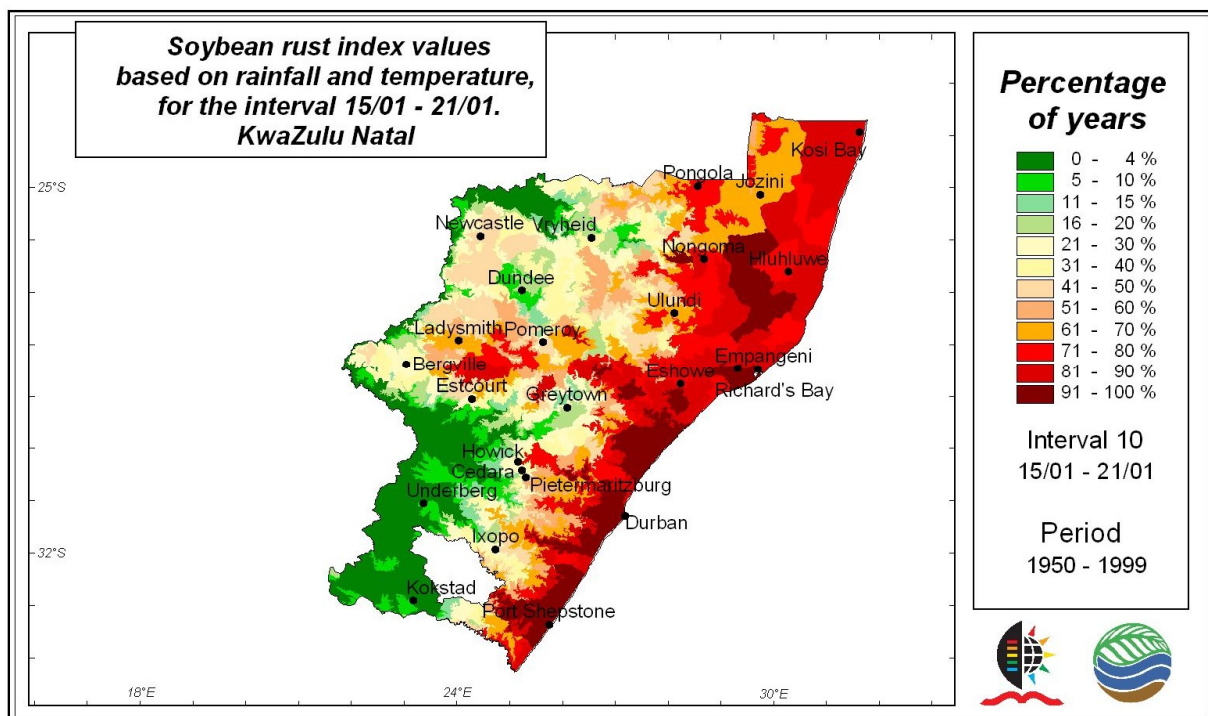 Soybean rust index values
based on rainfall and temperature,
for the interval 15/01 - 21/01.
KwaZulu Natal
Percentage
of years
0 - 4 %
5 - 10 %
11 - 15 %
16 - 20 %
21 - 30 %
31 - 40 %
41 - 50 %
51 - 60 %
61 - 70 %
71 - 80 %
81 - 90 %
91 - 100 %
Interval 10
15/01 - 21/01
Period
1950 - 1999
25°S
32°S
18°E
24°E
30°E
Kosi Bay
Pongola
Jozini
Newcastle
Vryheid
Nongoma
Hluhluwe
Dundee
Ulundi
Ladysmith
Pomeroy
Bergville
Empangeni
Eshowe
Richard's Bay
Estcourt
Greytown
Howick
Cedara
Pietermaritzburg
Underberg
Durban
Ixopo
Kokstad
Port Shepstone